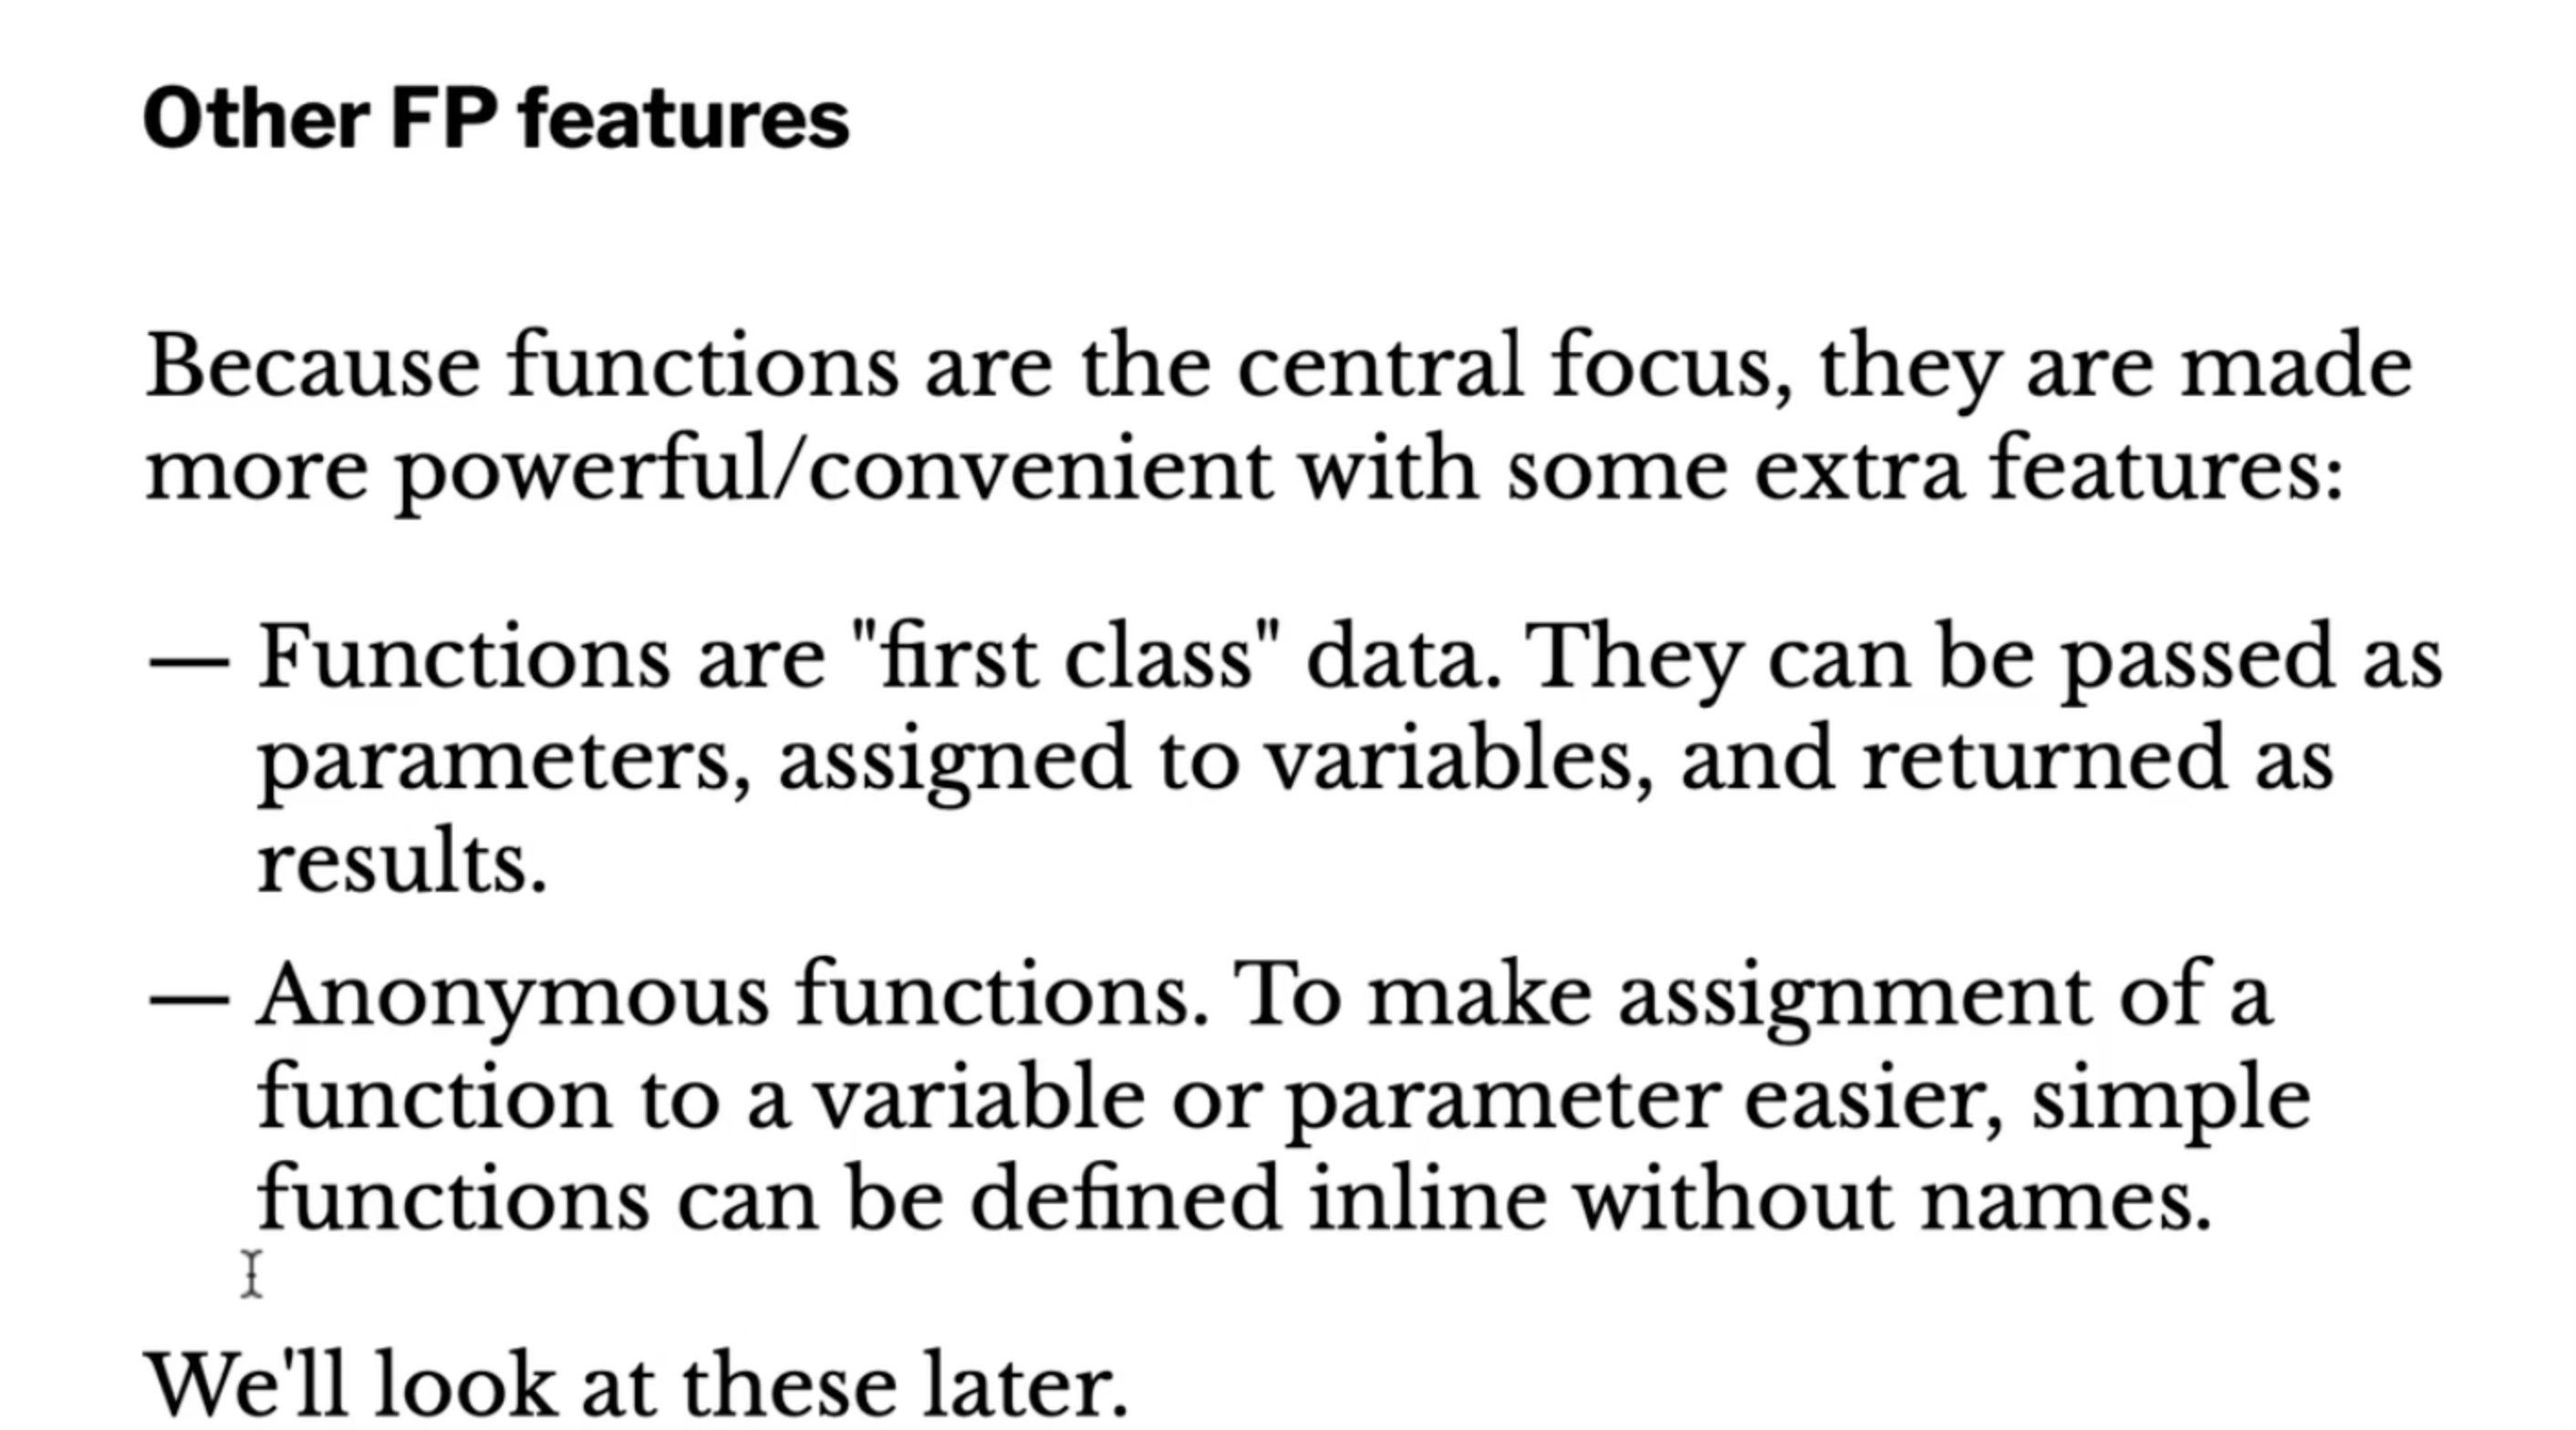 Other FP features
Because functions are the central focus, they are made
more powerful/convenient with some extra features:
— Functions are "first class" data. They can be passed as
parameters, assigned to variables, and returned as
results.
— Anonymous functions. To make assignment of a
function to a variable or parameter easier, simple
functions can be defined inline without names.
We'll look at these later.